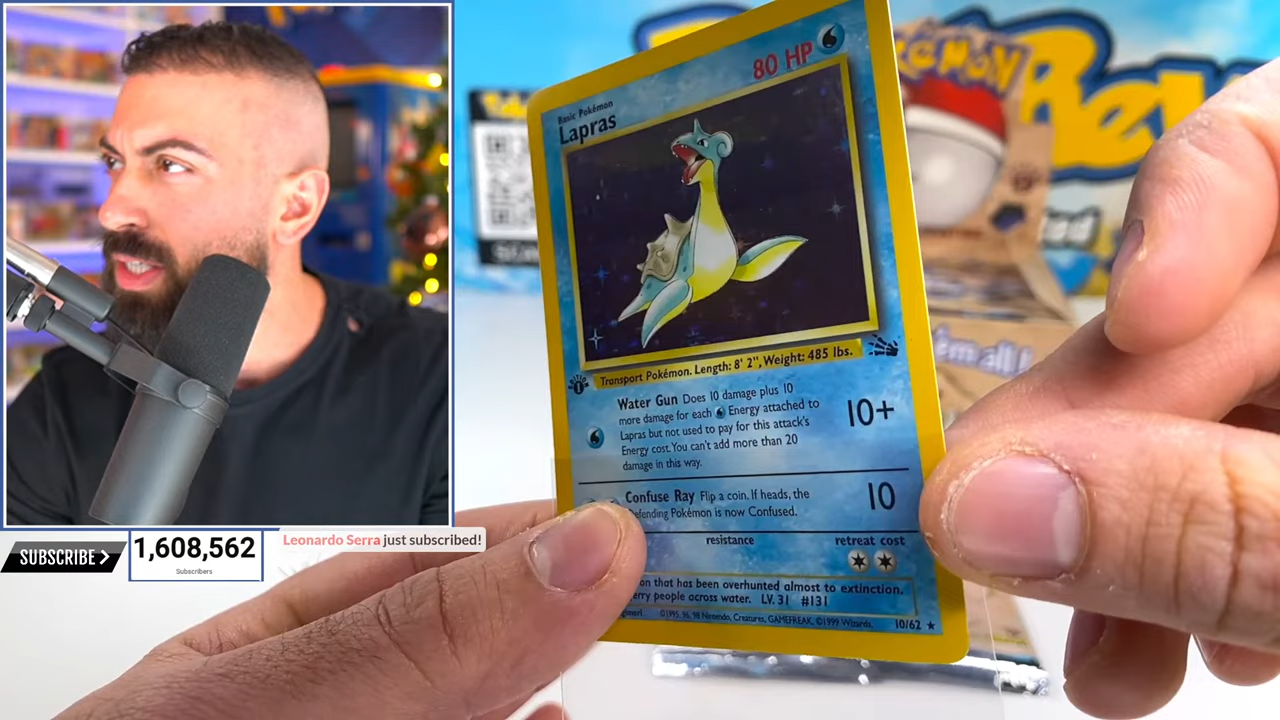 80 HP
Basic Pokémon
Lapras
Transport Pokémon. Length: 8' 2", Weight: 485 lbs.
Water Gun Does 10 damage plus 10
more damage for each Energy attached to
Lapras but not used to pay for this attack's
Energy cost. You can't add more than 20
damage in this way.
10+
Confuse Ray Flip a coin. If heads, the
Defending Pokémon is now Confused.
10
resistance
retreat cost
on that has been overhunted almost to extinction.
erry people across water. LV. 31 #131
©1995, 96, 98 Nintendo, Creatures, GAMEFREAK. ©1999 Wizards.
10/62 ★
POKéMON
SUBSCRIBE
1,608,562
Subscribers
Leonardo Serra just subscribed!